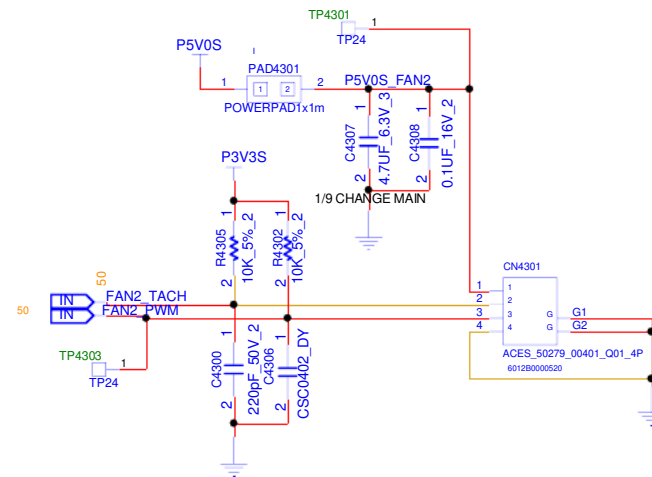 TP4301
1
TP24
P5V0S
PAD4301
1
1
2
2
POWERPAD1x1m
P5V0S_FAN2
1
C4307
4.7UF_6.3V_3
2
1
C4308
0.1UF_16V_2
2
1/9 CHANGE MAIN
P3V3S
1
R4305
10K_5%_2
2
1
R4302
10K_5%_2
2
CN4301
1
1
2
2
3
3
4
4
G
G1
G
G2
ACES_50279_00401_Q01_4P
6012B0000520
50
50
IN
FAN2_TACH
IN
FAN2_PWM
TP4303
1
TP24
1
C4300
220pF_50V_2
2
1
C4306
CSC0402_DY
2